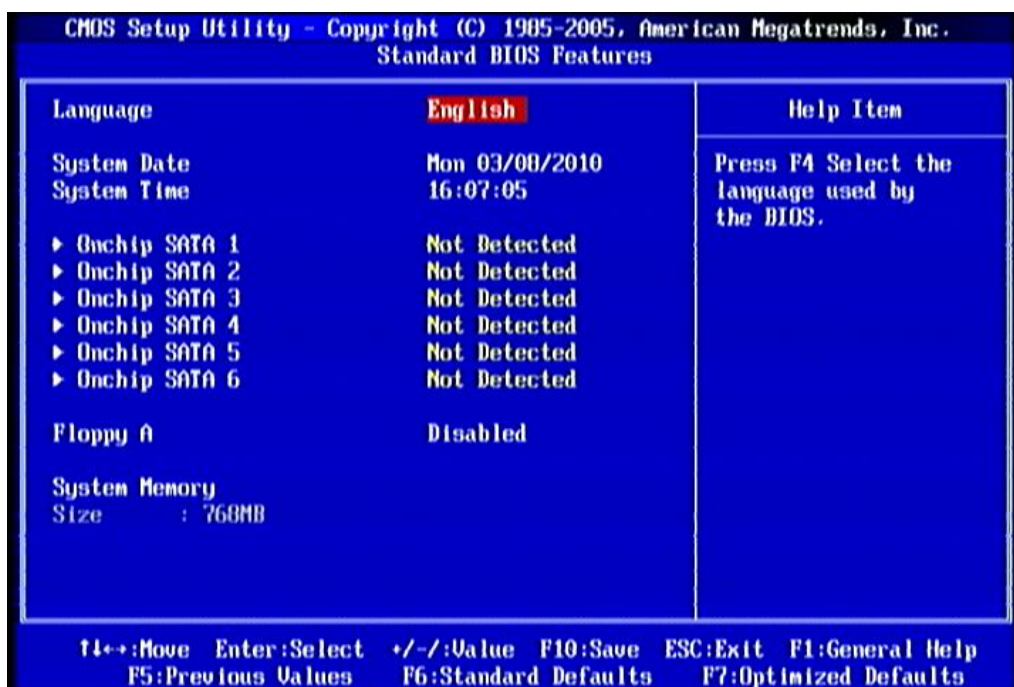 CMOS Setup Utility - Copyright (C) 1985-2005, American Megatrends, Inc.
Standard BIOS Features
Language English
Help Item
System Date Mon 03/08/2010
System Time 16:07:05
Press F4 Select the
language used by
the BIOS.
▶ Onchip SATA 1 Not Detected
▶ Onchip SATA 2 Not Detected
▶ Onchip SATA 3 Not Detected
▶ Onchip SATA 4 Not Detected
▶ Onchip SATA 5 Not Detected
▶ Onchip SATA 6 Not Detected
Floppy A Disabled
System Memory
Size : 768MB
↑↓←→:Move Enter:Select +/-/:Value F10:Save ESC:Exit F1:General Help
F5:Previous Values F6:Standard Defaults F7:Optimized Defaults